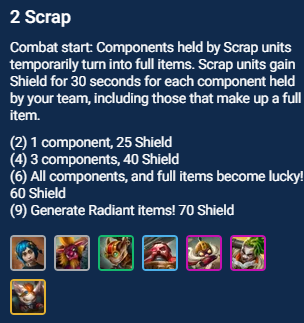 2 Scrap
Combat start: Components held by Scrap units
temporarily turn into full items. Scrap units gain
Shield for 30 seconds for each component held
by your team, including those that make up a full
item.
(2) 1 component, 25 Shield
(4) 3 components, 40 Shield
(6) All components, and full items become lucky!
60 Shield
(9) Generate Radiant items! 70 Shield